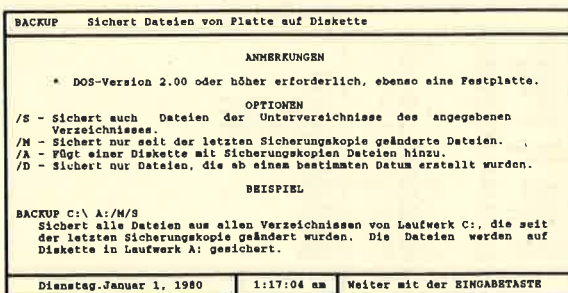 BACKUP Sichert Dateien von Platte auf Diskette
ANMERKUNGEN
* DOS-Version 2.00 oder höher erforderlich, ebenso eine Festplatte.
OPTIONEN
/S - Sichert auch Dateien der Unterverzeichnisse des angegebenen
Verzeichnisses.
/M - Sichert nur seit der letzten Sicherungskopie geänderte Dateien.
/A - Fügt einer Diskette mit Sicherungskopien Dateien hinzu.
/D - Sichert nur Dateien, die ab einem bestimmten Datum erstellt wurden.
BEISPIEL
BACKUP C:\ A:/M/S
Sichert alle Dateien aus allen Verzeichnissen von Laufwerk C:, die seit
der letzten Sicherungskopie geändert wurden. Die Dateien werden auf
Diskette in Laufwerk A: gesichert.
Dienstag.Januar 1, 1980 1:17:04 am Weiter mit der EINGABETASTE